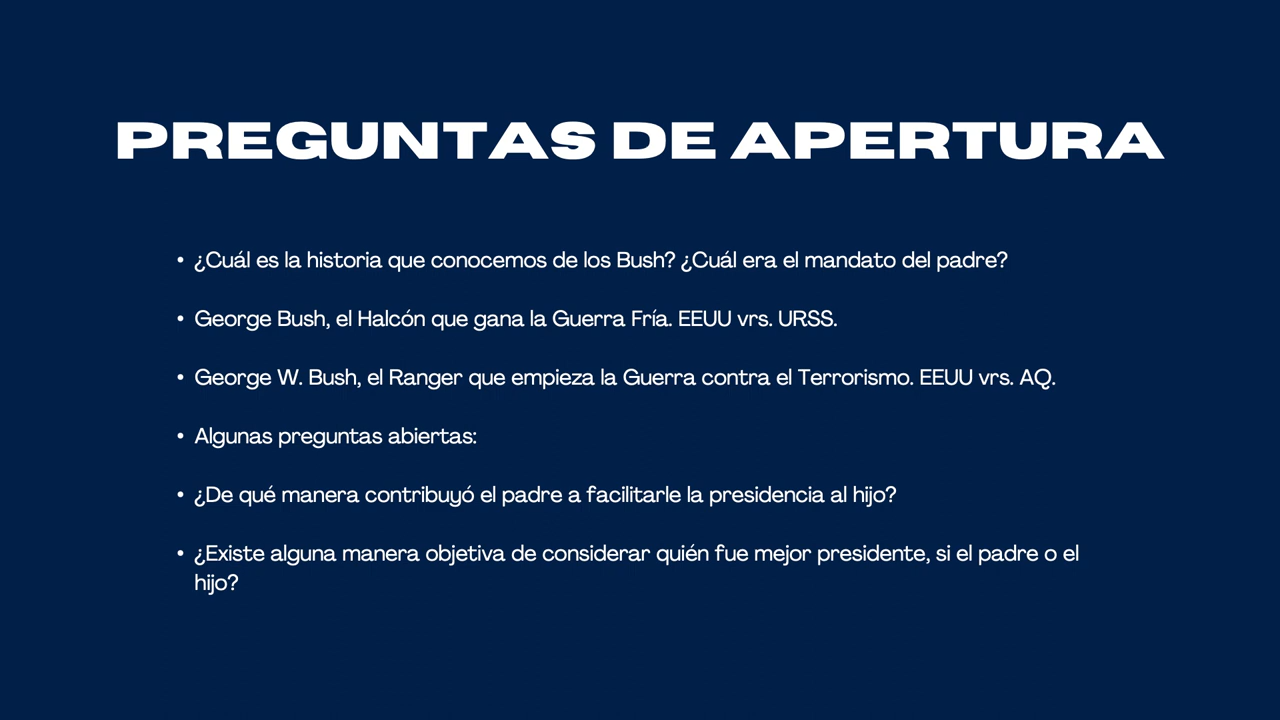 PREGUNTAS DE APERTURA
• ¿Cuál es la historia que conocemos de los Bush? ¿Cuál era el mandato del padre?
• George Bush, el Halcón que gana la Guerra Fría. EEUU vrs. URSS.
• George W. Bush, el Ranger que empieza la Guerra contra el Terrorismo. EEUU vrs. AQ.
• Algunas preguntas abiertas:
• ¿De qué manera contribuyó el padre a facilitarle la presidencia al hijo?
• ¿Existe alguna manera objetiva de considerar quién fue mejor presidente, si el padre o el
hijo?